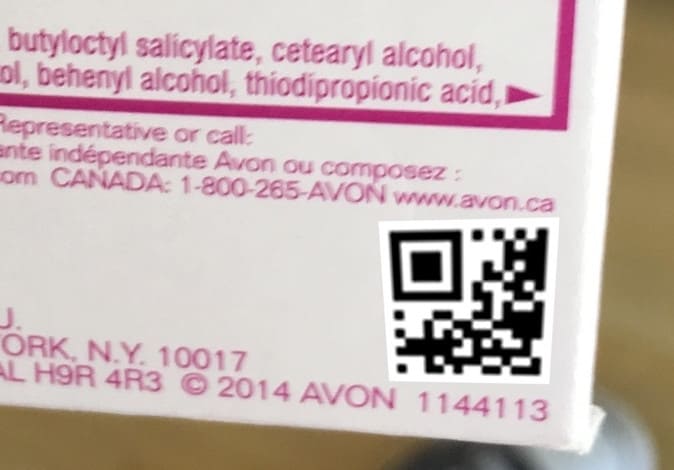 butyloctyl salicylate, cetearyl alcohol,
ol, behenyl alcohol, thiodipropionic acid,
Representative or call:
ante indépendante Avon ou composez :
om CANADA: 1-800-265-AVON www.avon.ca
J.
ORK, N.Y. 10017
AL H9R 4R3 © 2014 AVON 1144113